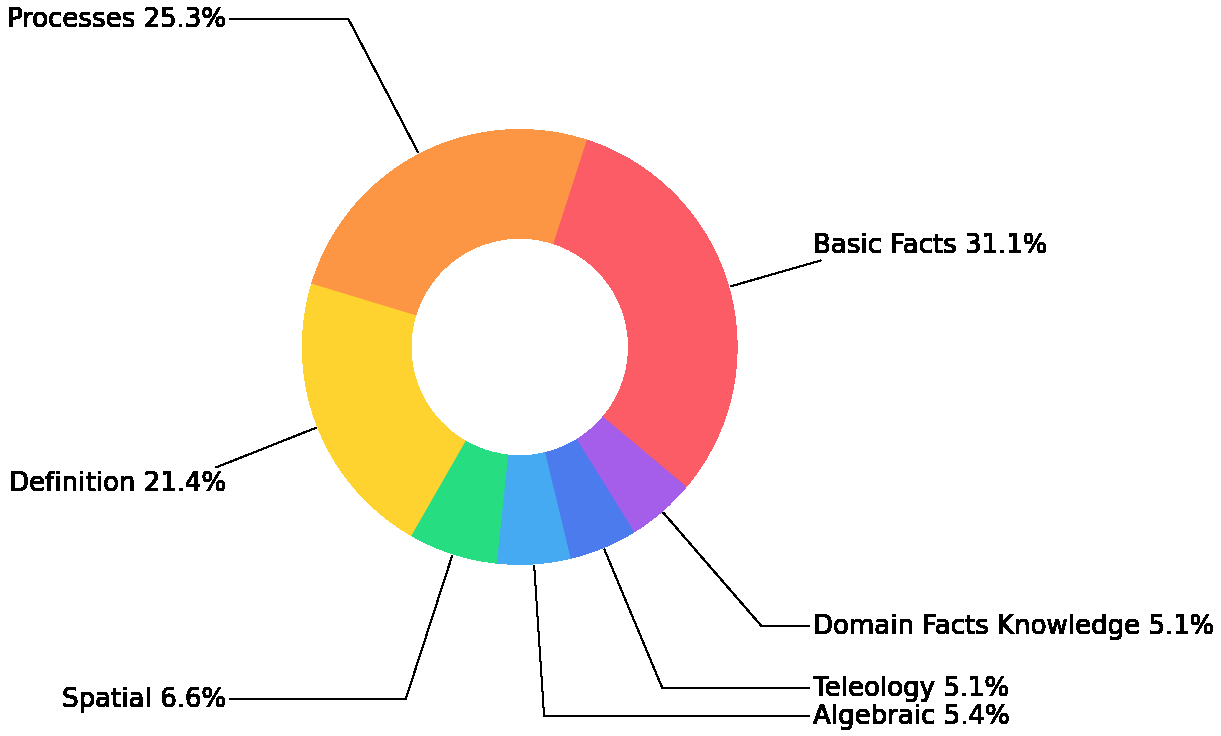 Processes 25.3%
Basic Facts 31.1%
Definition 21.4%
Domain Facts Knowledge 5.1%
Teleology 5.1%
Spatial 6.6%
Algebraic 5.4%